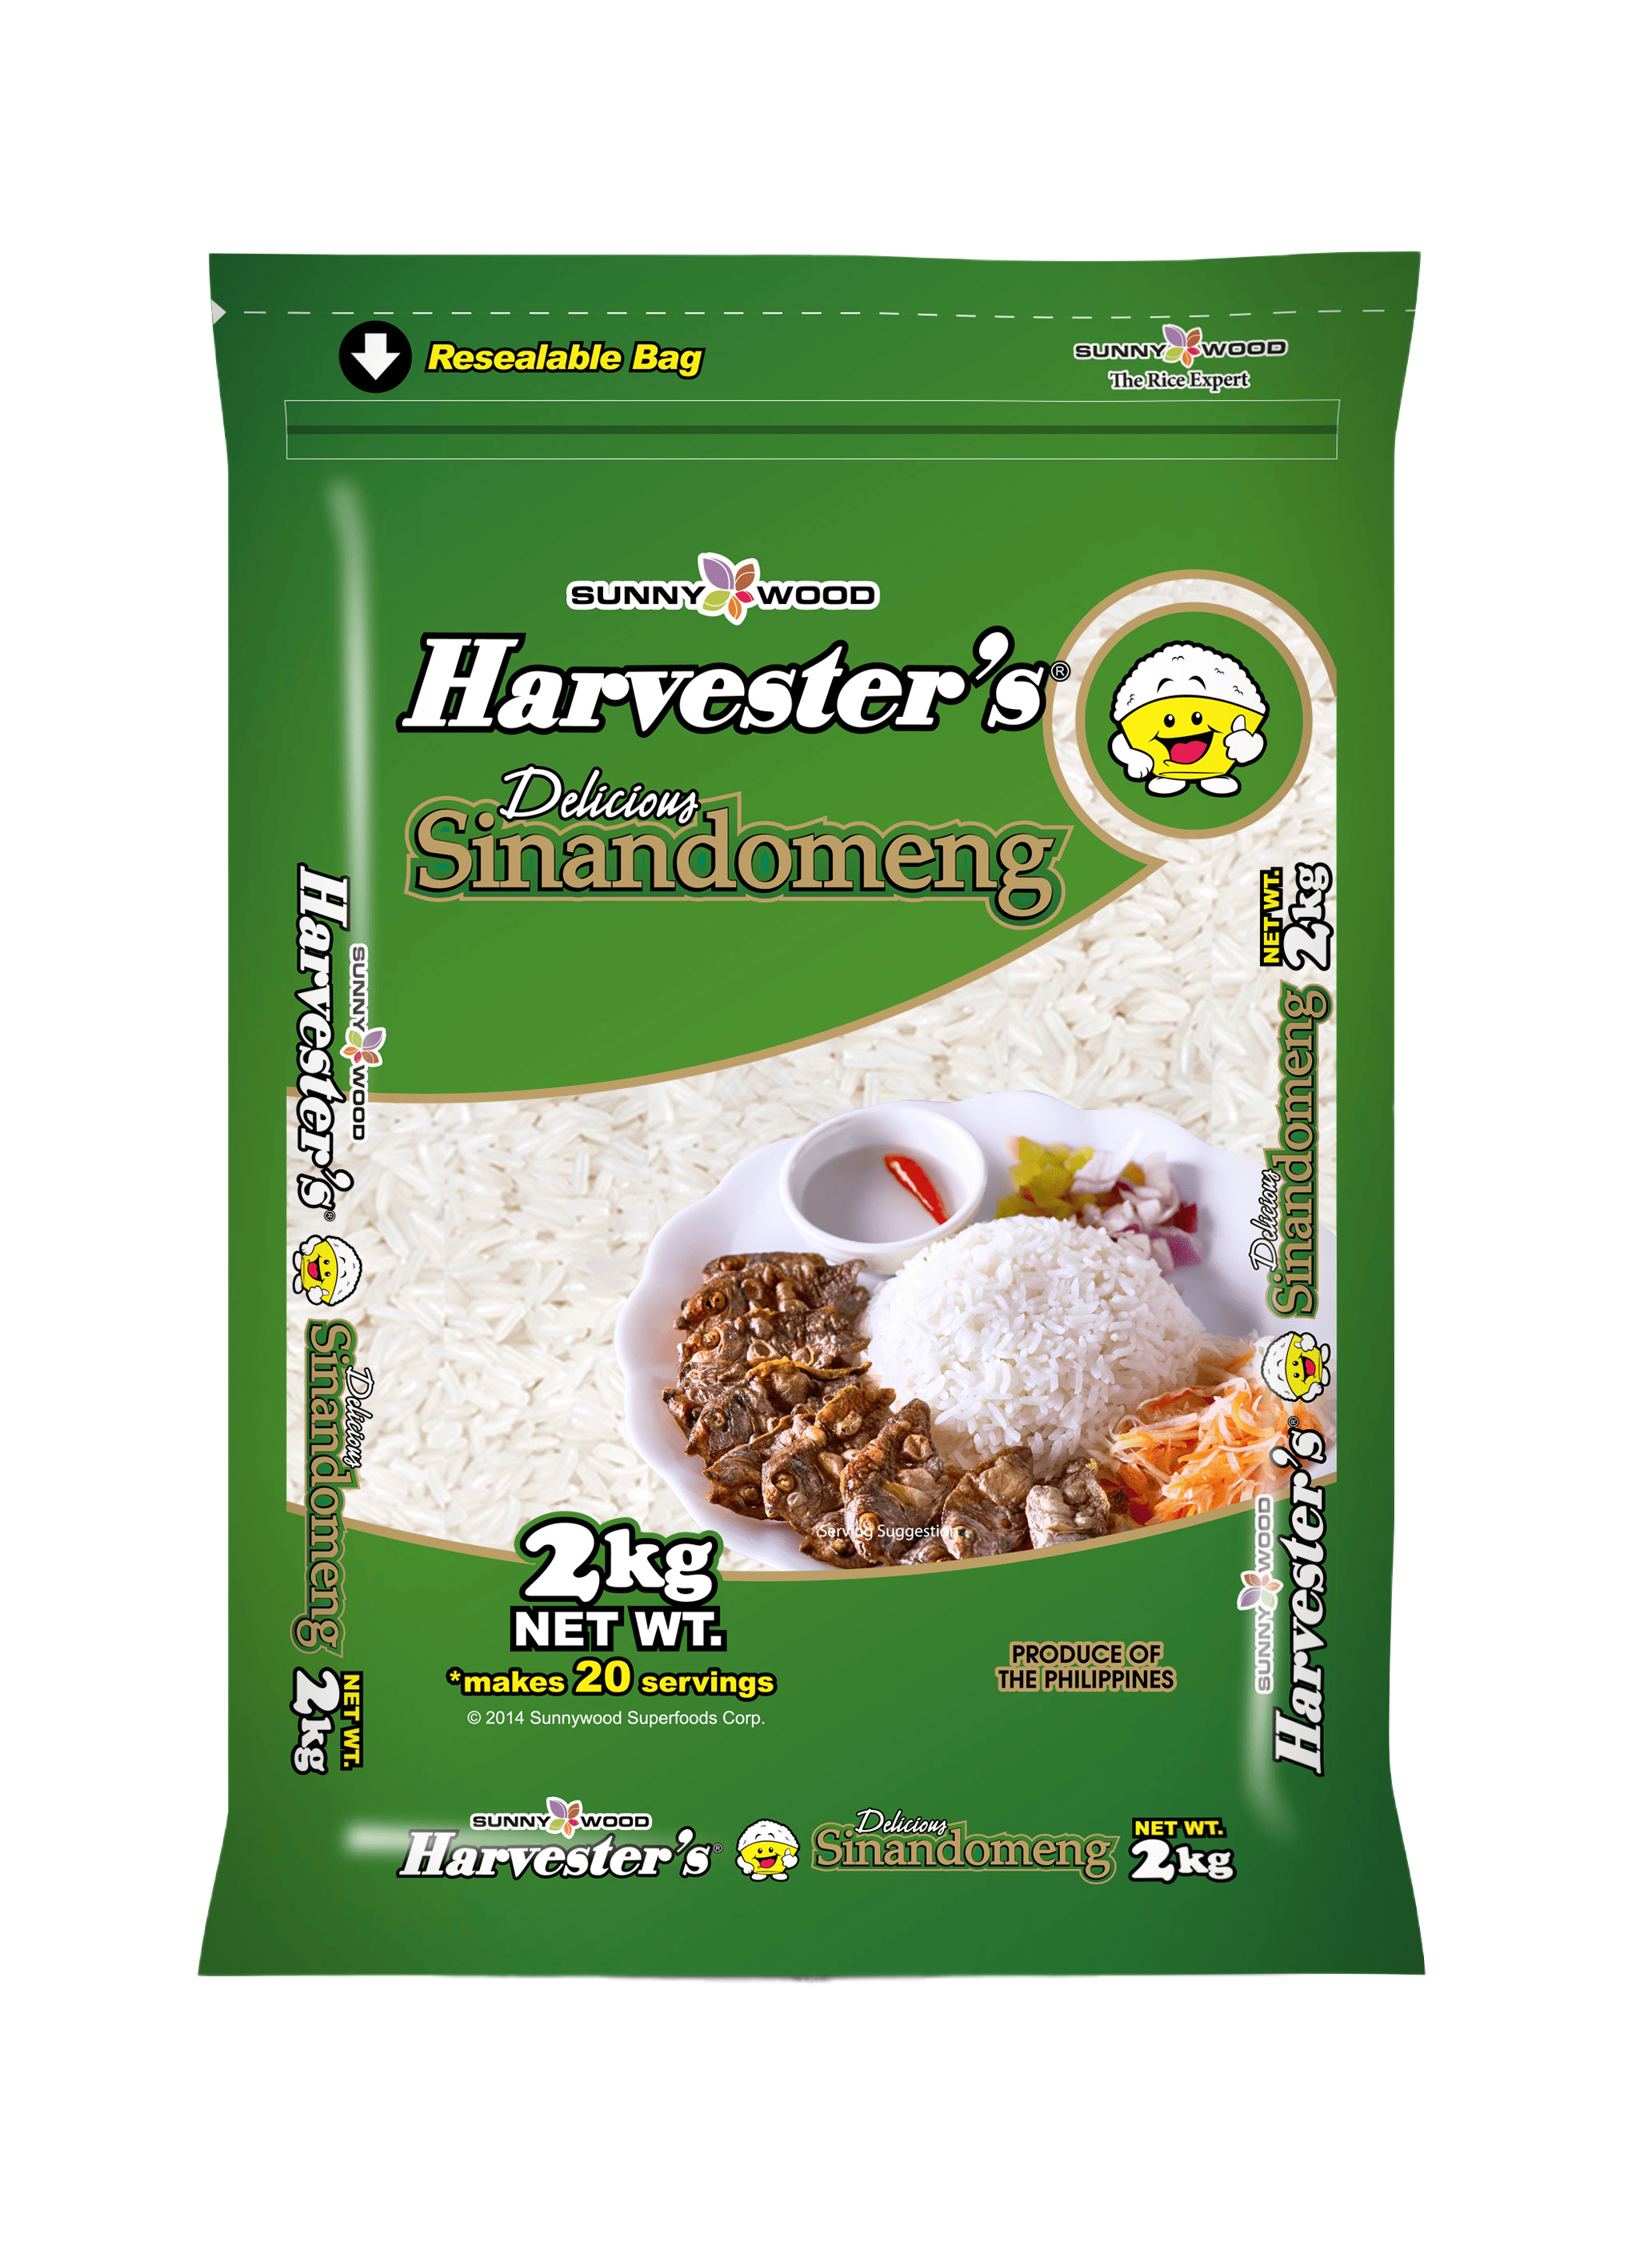 Resealable Bag
SUNNYWOOD
The Rice Expert
SUNNYWOOD
Harvester's®
Delicious
Sinandomeng
SUNNYWOOD
Harvester's®
Delicious
Sinandomeng
NET WT.
2kg
NET WT.
2kg
Delicious
Sinandomeng
SUNNYWOOD
Harvester's®
Serving Suggestion
2kg
NET WT.
*makes 20 servings
© 2014 Sunnywood Superfoods Corp.
PRODUCE OF
THE PHILIPPINES
SUNNYWOOD
Harvester's®
Delicious
Sinandomeng
NET WT.
2kg